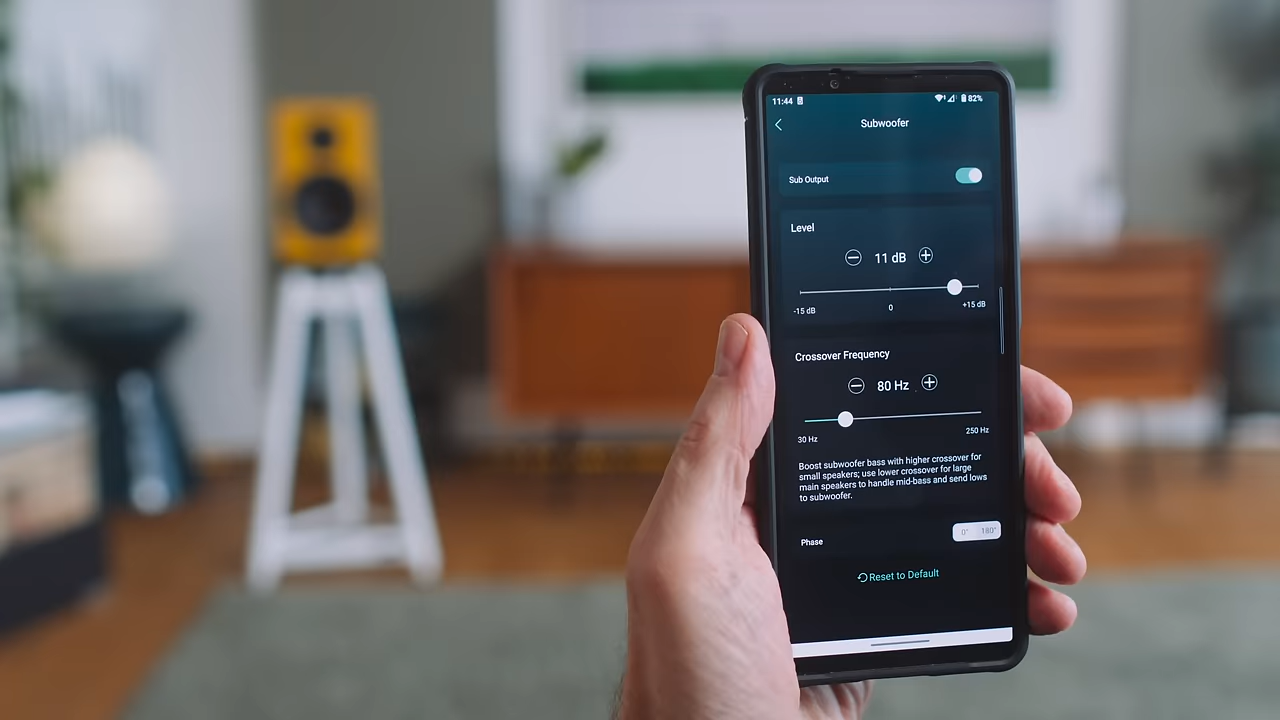 11:44 82%
Subwoofer
Sub Output
Level
11 dB
-15 dB 0 +15 dB
Crossover Frequency
80 Hz
30 Hz 250 Hz
Boost subwoofer bass with higher crossover for
small speakers; use lower crossover for large
main speakers to handle mid-bass and send lows
to subwoofer.
Phase 0° 180°
Reset to Default